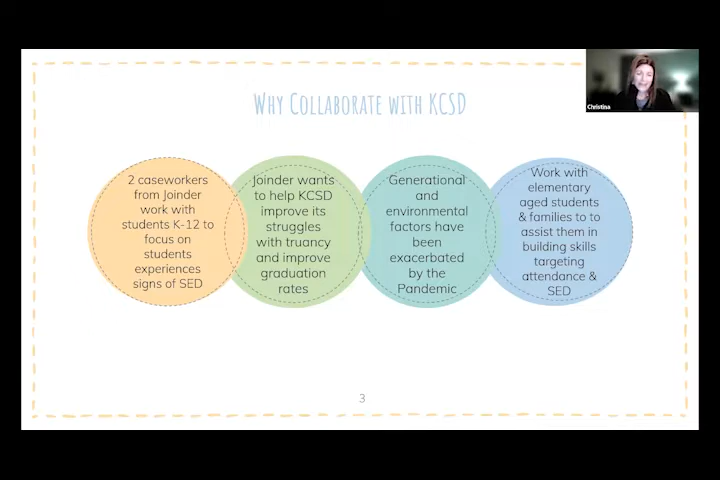 Christina
WHY COLLABORATE WITH KCSD
2 caseworkers
from Joinder
work with
students K-12 to
focus on
students
experiences
signs of SED
Joinder wants
to help KCSD
improve its
struggles
with truancy
and improve
graduation
rates
Generational
and
environmental
factors have
been
exacerbated
by the
Pandemic
Work with
elementary
aged students
& families to to
assist them in
building skills
targeting
attendance &
SED
3